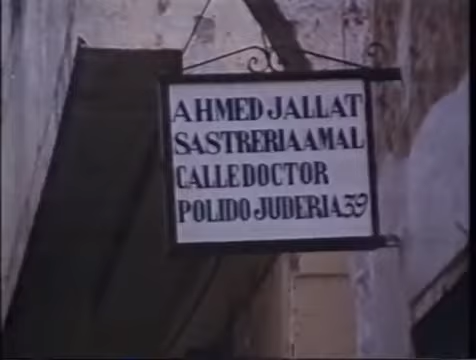 AHMED JALLAT
SASTRERIA AMAL
CALLE DOCTOR
POLIDO JUDERIA 39